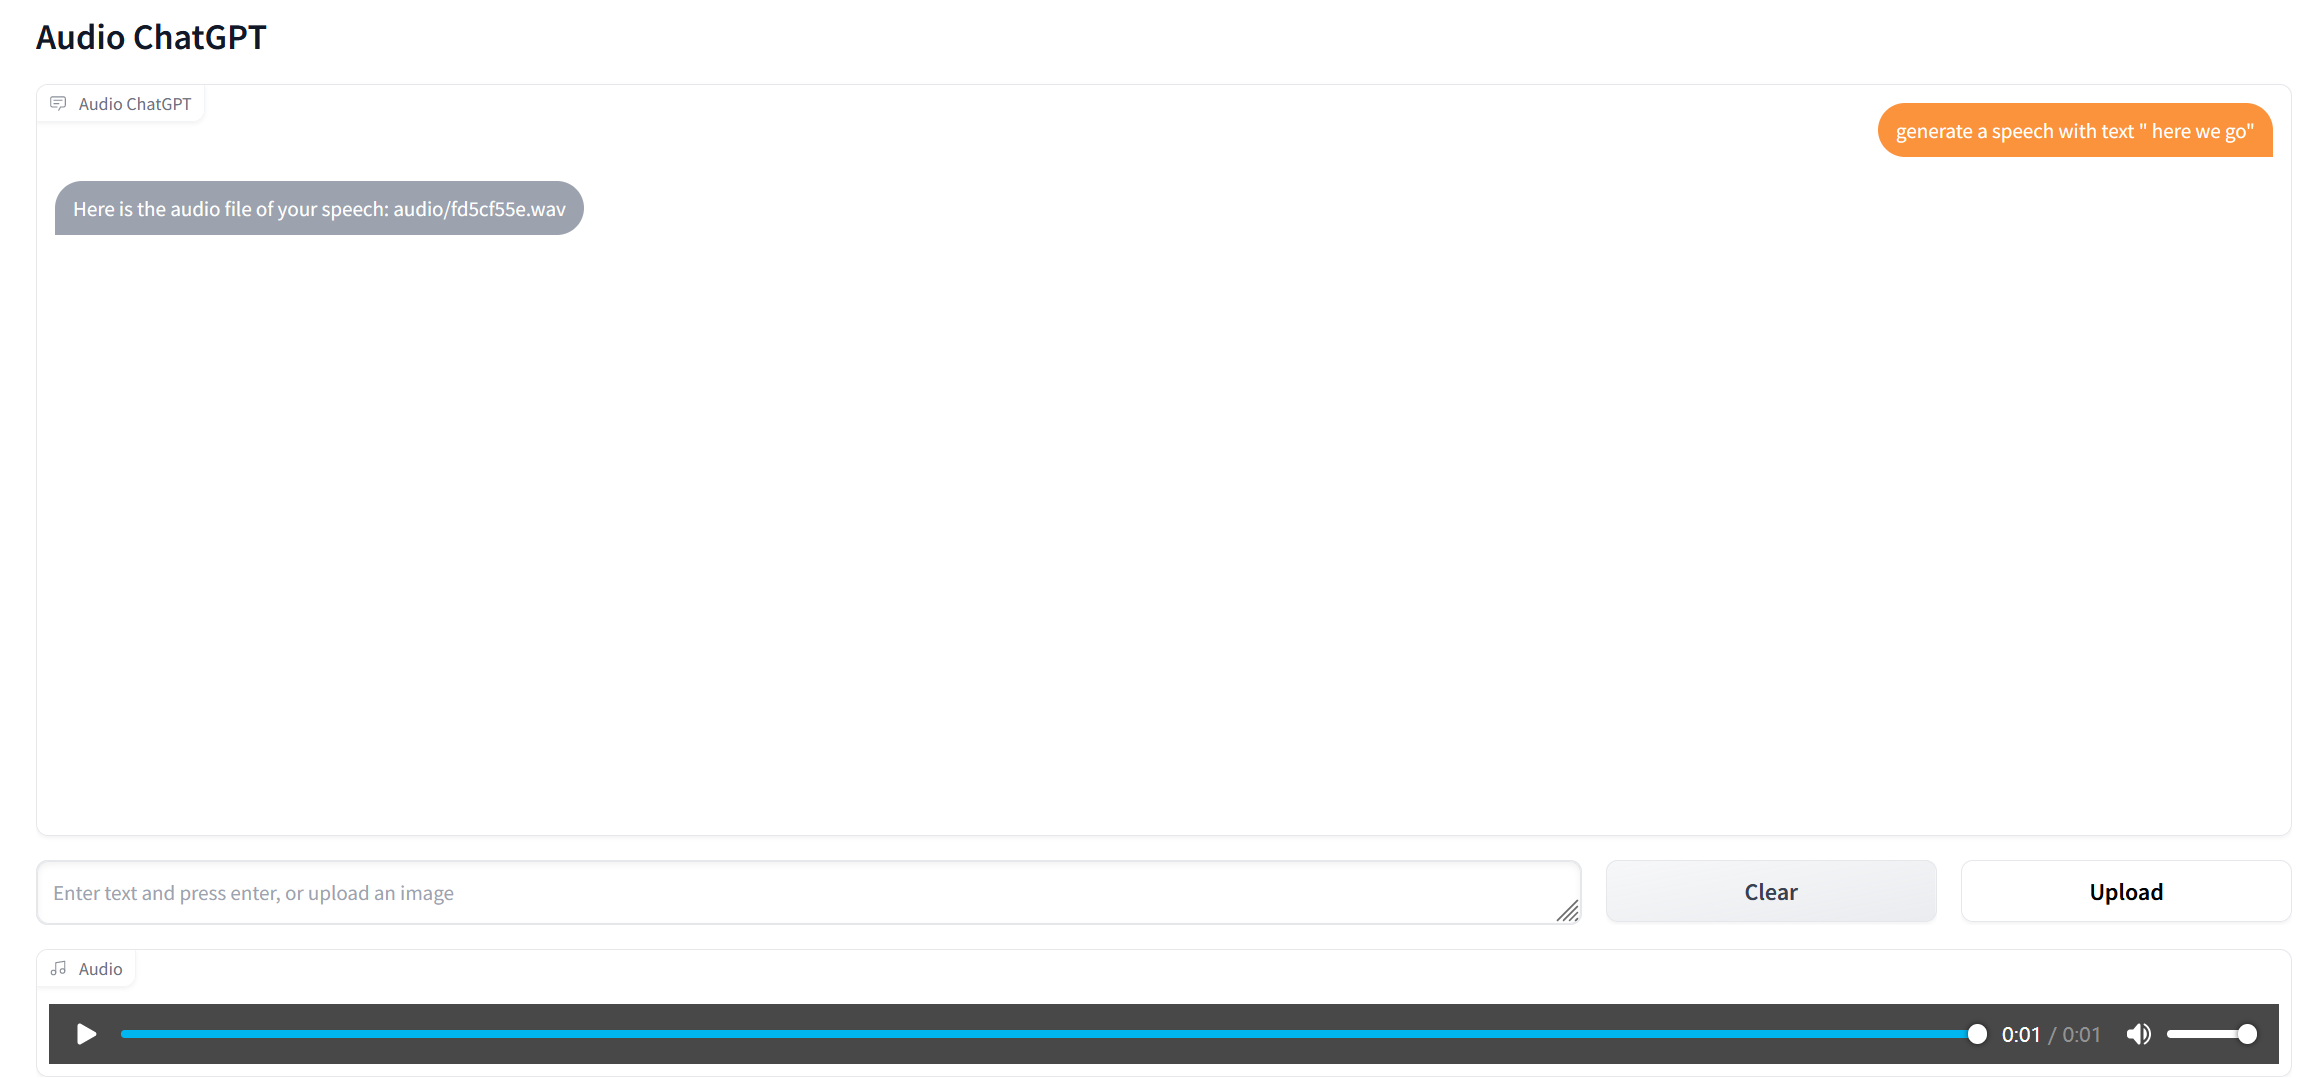 Audio ChatGPT
Audio ChatGPT
generate a speech with text " here we go"
Here is the audio file of your speech: audio/fd5cf55e.wav
Enter text and press enter, or upload an image
Clear
Upload
Audio
0:01 / 0:01